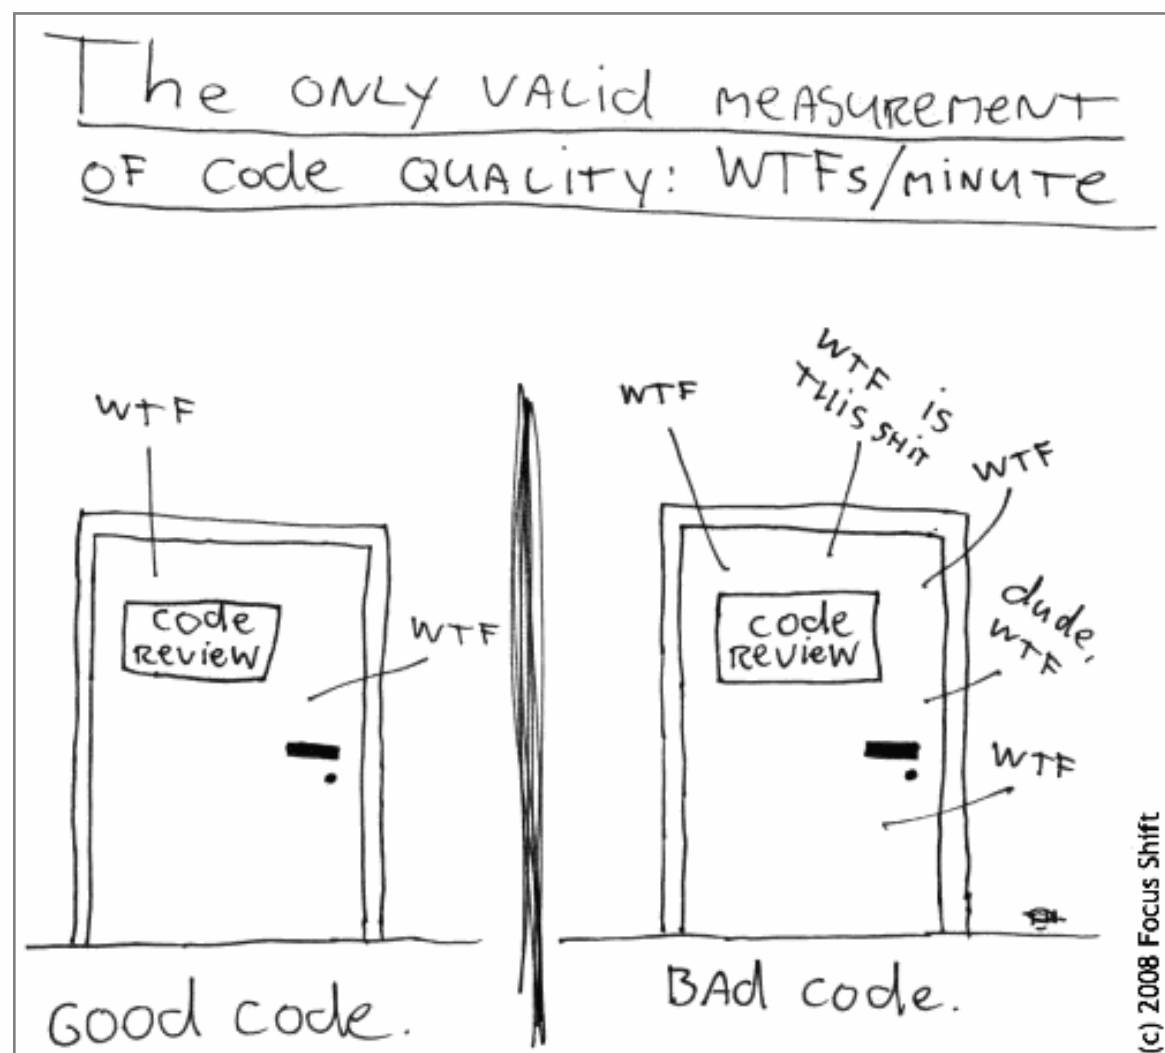 The ONLY VALid MEASUREMENT
OF Code QUALITY: WTFs/MINUTE
WTF
code
REVIEW
WTF
GOOD CODE.
WTF
WTF is
THiS SHiT
WTF
code
REVIEW
dude,
WTF
WTF
BAd code.
(c) 2008 Focus Shift